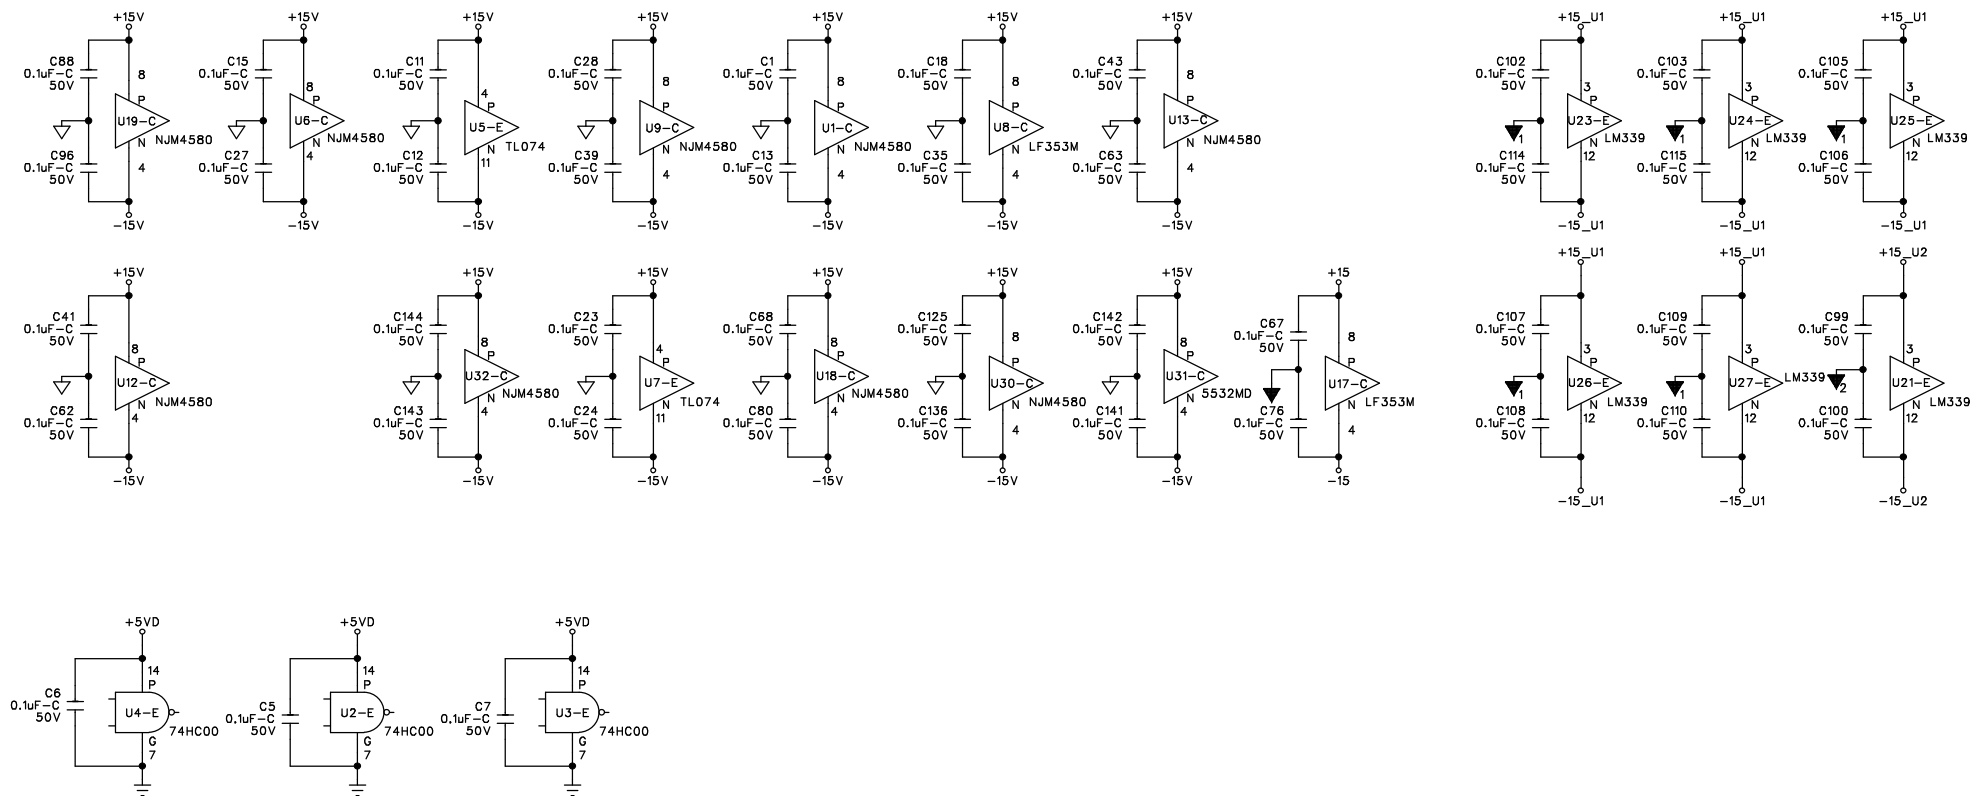 +15V
C88
0.1uF-C
50V
8
P
U19-C
N
NJM4580
C96
0.1uF-C
50V
4
-15V
+15V
C15
0.1uF-C
50V
8
P
U6-C
N
NJM4580
C27
0.1uF-C
50V
4
-15V
+15V
C11
0.1uF-C
50V
4
P
U5-E
N
TL074
C12
0.1uF-C
50V
11
-15V
+15V
C28
0.1uF-C
50V
8
P
U9-C
N
NJM4580
C39
0.1uF-C
50V
4
-15V
+15V
C1
0.1uF-C
50V
8
P
U1-C
N
NJM4580
C13
0.1uF-C
50V
4
-15V
+15V
C18
0.1uF-C
50V
8
P
U8-C
N
LF353M
C35
0.1uF-C
50V
4
-15V
+15V
C43
0.1uF-C
50V
8
P
U13-C
N
NJM4580
C63
0.1uF-C
50V
4
-15V
+15_U1
C102
0.1uF-C
50V
3
P
U23-E
1
N
LM339
C114
0.1uF-C
50V
12
-15_U1
+15_U1
C103
0.1uF-C
50V
3
P
U24-E
1
N
LM339
C115
0.1uF-C
50V
12
-15_U1
+15_U1
C105
0.1uF-C
50V
3
P
U25-E
1
N
LM339
C106
0.1uF-C
50V
12
-15_U1
+15V
C41
0.1uF-C
50V
8
P
U12-C
N
NJM4580
C62
0.1uF-C
50V
4
-15V
+15V
C144
0.1uF-C
50V
8
P
U32-C
N
NJM4580
C143
0.1uF-C
50V
4
-15V
+15V
C23
0.1uF-C
50V
4
P
U7-E
N
TL074
C24
0.1uF-C
50V
11
-15V
+15V
C68
0.1uF-C
50V
8
P
U18-C
N
NJM4580
C80
0.1uF-C
50V
4
-15V
+15V
C125
0.1uF-C
50V
8
P
U30-C
N
NJM4580
C136
0.1uF-C
50V
4
-15V
+15V
C142
0.1uF-C
50V
8
P
U31-C
N
5532MD
C141
0.1uF-C
50V
4
-15V
+15
C67
0.1uF-C
50V
8
P
U17-C
N
LF353M
C76
0.1uF-C
50V
4
-15
+15_U1
C107
0.1uF-C
50V
3
P
U26-E
1
N
LM339
C108
0.1uF-C
50V
12
-15_U1
+15_U1
C109
0.1uF-C
50V
3
P
U27-E
LM339
1
N
C110
0.1uF-C
50V
12
-15_U1
+15_U2
C99
0.1uF-C
50V
3
P
U21-E
2
N
LM339
C100
0.1uF-C
50V
12
-15_U2
+5VD
14
P
C6
0.1uF-C
50V
U4-E
74HC00
G
7
+5VD
14
P
C5
0.1uF-C
50V
U2-E
74HC00
G
7
+5VD
14
P
C7
0.1uF-C
50V
U3-E
74HC00
G
7